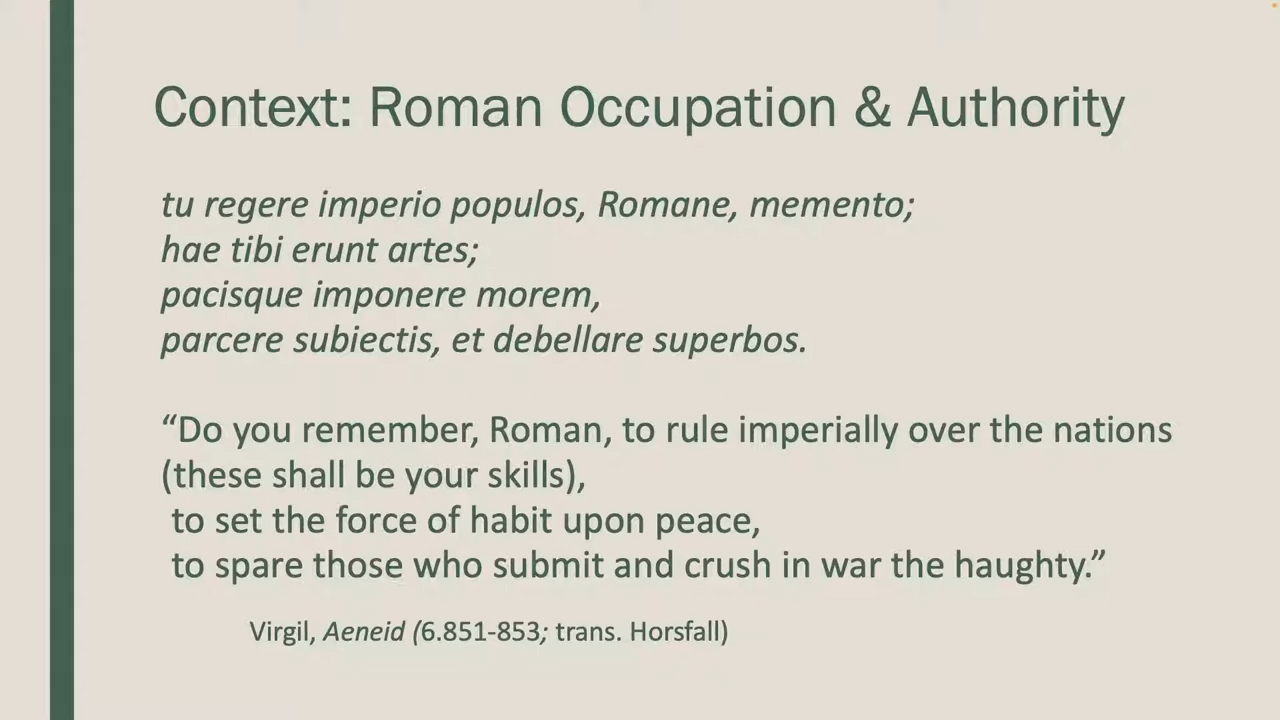 Context: Roman Occupation & Authority
tu regere imperio populos, Romane, memento;
hae tibi erunt artes;
pacisque imponere morem,
parcere subiectis, et debellare superbos.
“Do you remember, Roman, to rule imperially over the nations
(these shall be your skills),
to set the force of habit upon peace,
to spare those who submit and crush in war the haughty.”
Virgil, Aeneid (6.851-853; trans. Horsfall)